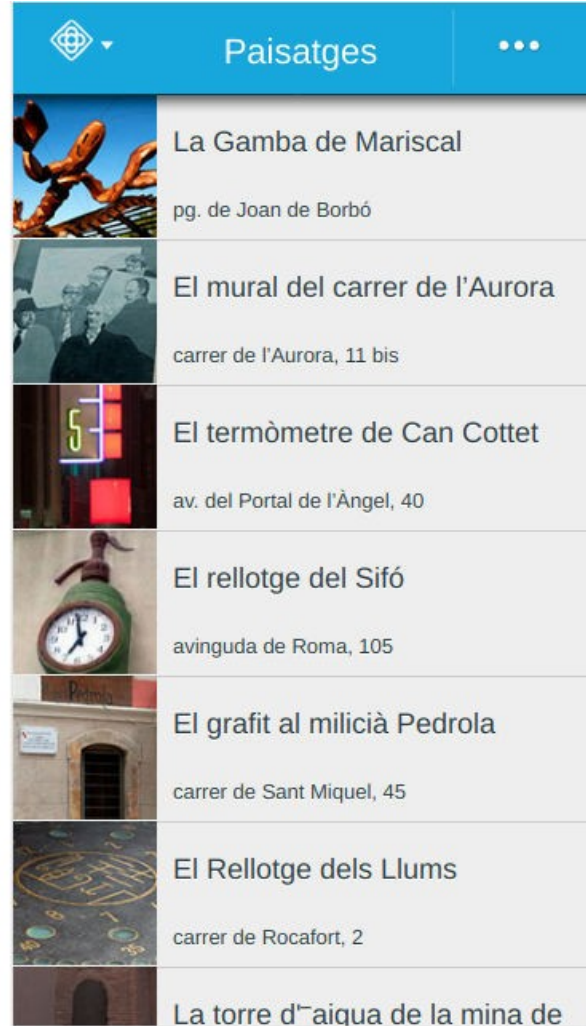 Paisatges
La Gamba de Mariscal
pg. de Joan de Borbó
El mural del carrer de l’Aurora
carrer de l’Aurora, 11 bis
5
El termòmetre de Can Cottet
av. del Portal de l’Àngel, 40
El rellotge del Sifó
avinguda de Roma, 105
Pedrola
El grafit al milicià Pedrola
carrer de Sant Miquel, 45
El Rellotge dels Llums
carrer de Rocafort, 2
La torre d'‾aigua de la mina de